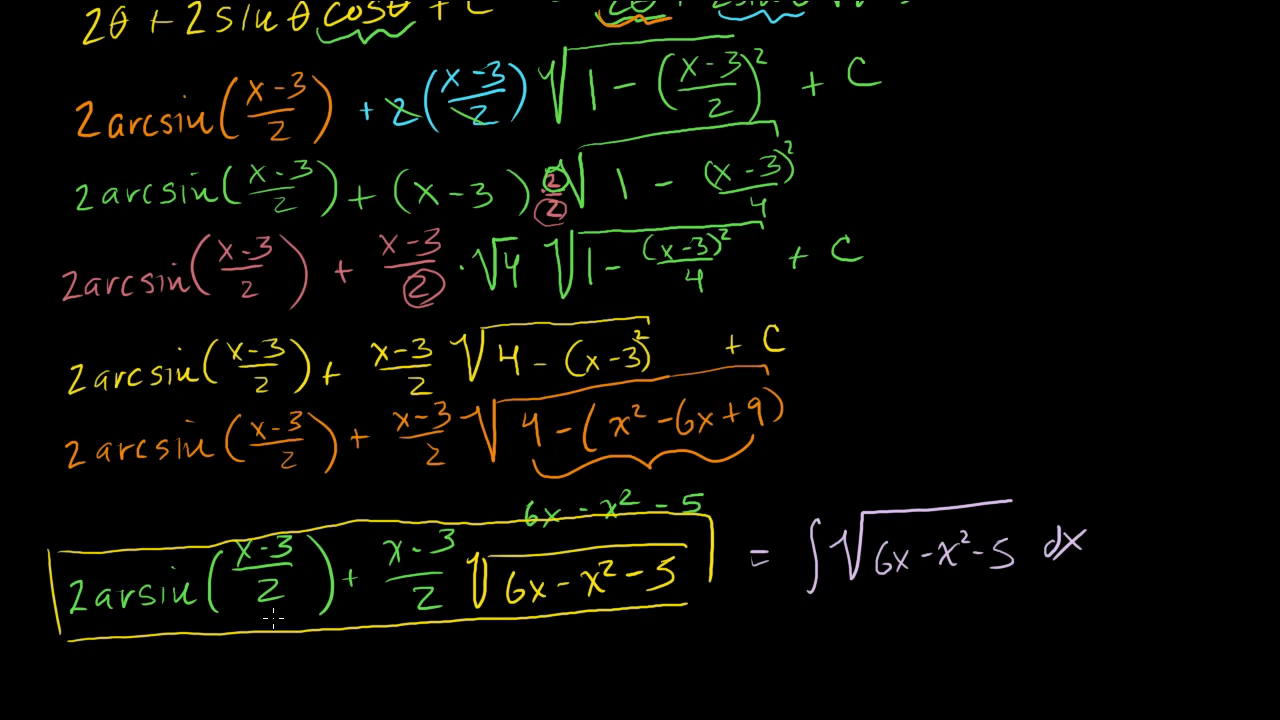 2θ + 2 sin θ cosθ + C
2arcsin((x-3)/2) + 2((x-3)/2) √(1 - ((x-3)/2)²) + C
2arcsin((x-3)/2) + (x-3) 2/2 √(1 - (x-3)²/4)
2arcsin((x-3)/2) + (x-3)/2 · √4 √(1 - (x-3)²/4) + C
2arcsin((x-3)/2) + (x-3)/2 √(4 - (x-3)²) + C
2arcsin((x-3)/2) + (x-3)/2 √(4 - (x² - 6x + 9))
6x - x² - 5
2arsin((x-3)/2) + (x-3)/2 √(6x - x² - 5) = ∫√(6x - x² - 5) dx